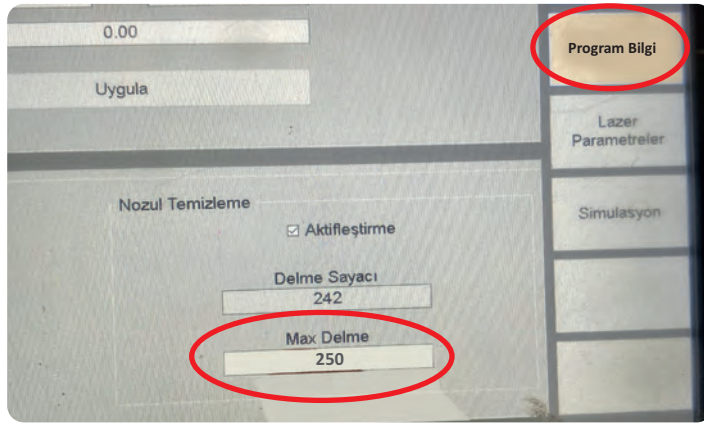 0.00
Uygula
Program Bilgi
Lazer
Parametreler
Simulasyon
Nozul Temizleme
Aktifleştirme
Delme Sayacı
242
Max Delme
250